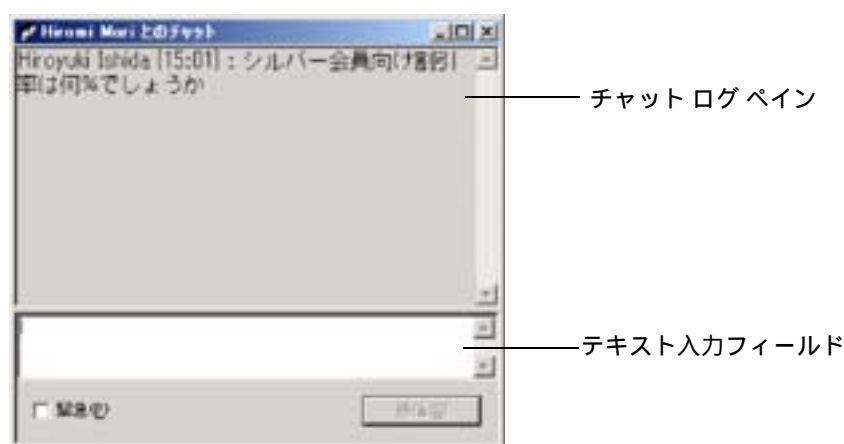 Hiromi Mori とのチャット
Hiroyuki Ishida [15:01] : シルバー会員向け割引
率は何%でしょうか
チャット ログ ペイン
テキスト入力フィールド
緊急(P)